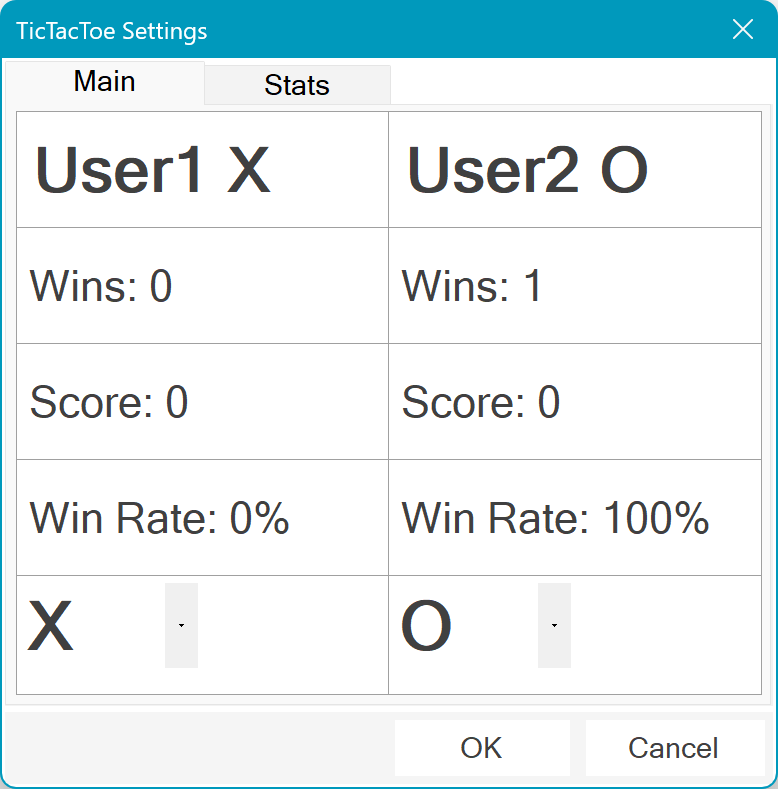 TicTacToe Settings
Main Stats
User1 X User2 O
Wins: 0 Wins: 1
Score: 0 Score: 0
Win Rate: 0% Win Rate: 100%
X O
OK Cancel